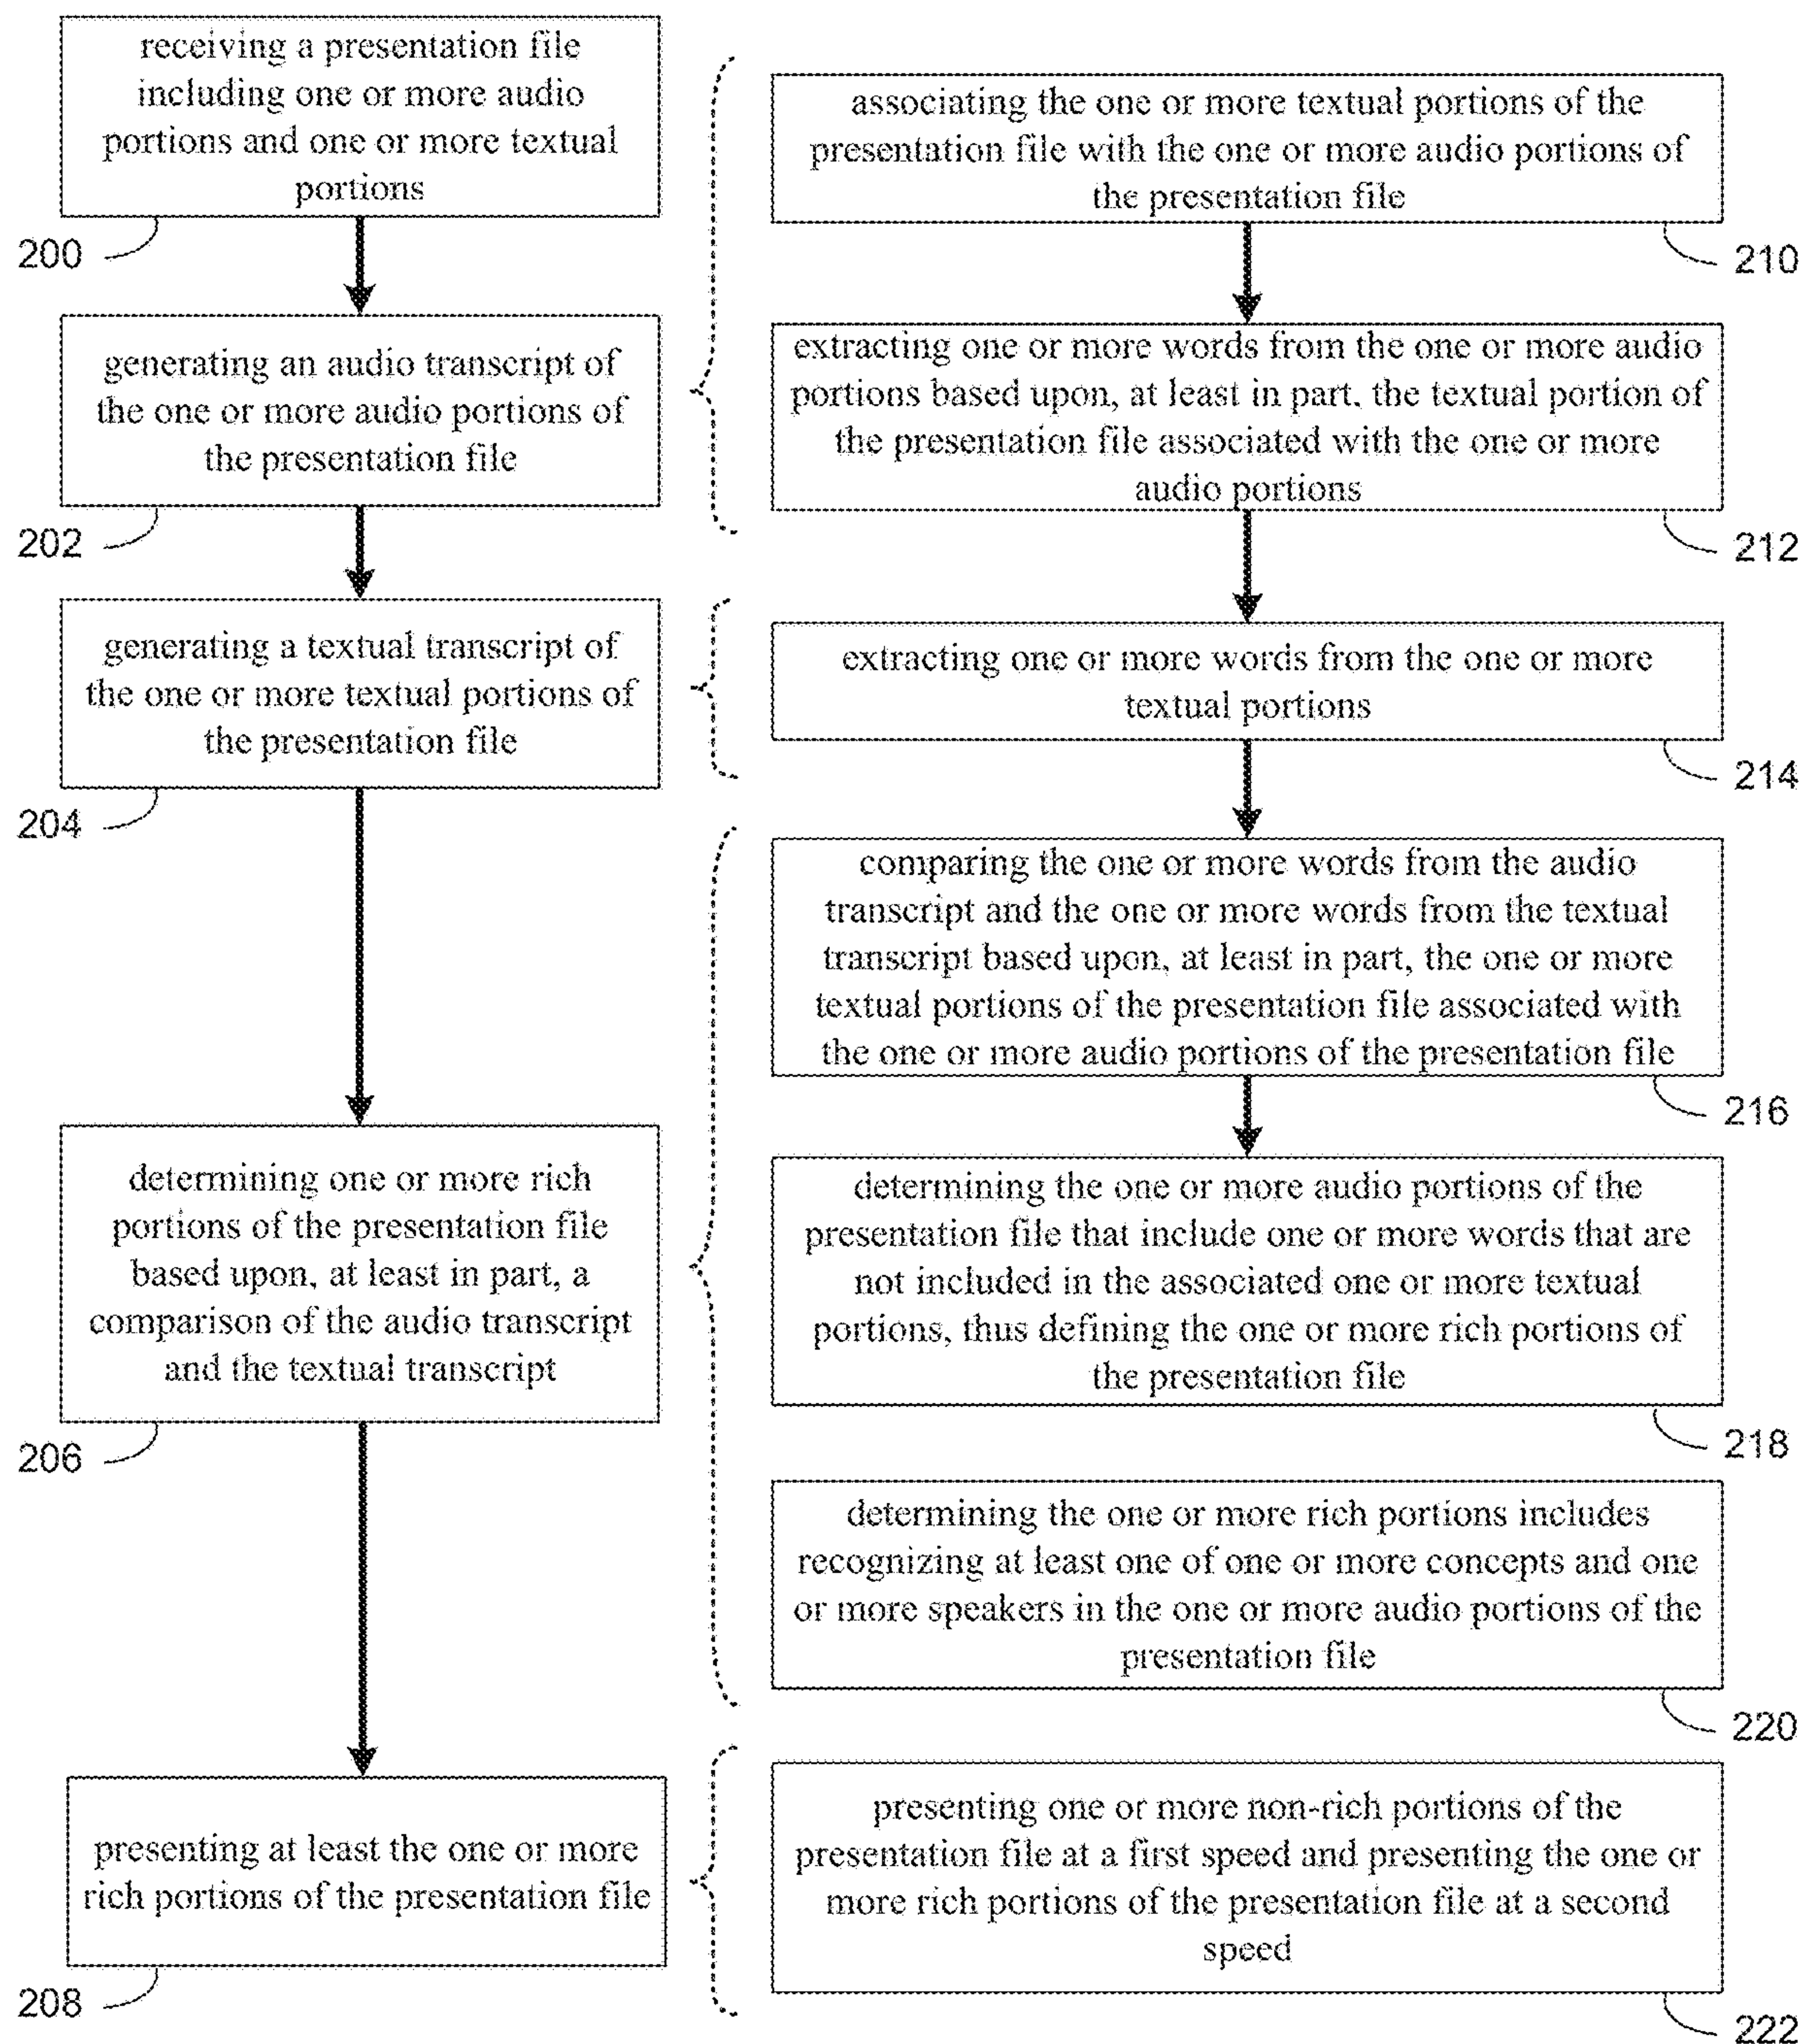 receiving a presentation file
including one or more audio
portions and one or more textual
portions
200
generating an audio transcript of
the one or more audio portions of
the presentation file
202
generating a textual transcript of
the one or more textual portions of
the presentation file
204
determining one or more rich
portions of the presentation file
based upon, at least in part, a
comparison of the audio transcript
and the textual transcript
206
presenting at least the one or more
rich portions of the presentation file
208
associating the one or more textual portions of the
presentation file with the one or more audio portions of
the presentation file
210
extracting one or more words from the one or more audio
portions based upon, at least in part, the textual portion of
the presentation file associated with the one or more
audio portions
212
extracting one or more words from the one or more
textual portions
214
comparing the one or more words from the audio
transcript and the one or more words from the textual
transcript based upon, at least in part, the one or more
textual portions of the presentation file associated with
the one or more audio portions of the presentation file
216
determining the one or more audio portions of the
presentation file that include one or more words that are
not included in the associated one or more textual
portions, thus defining the one or more rich portions of
the presentation file
218
determining the one or more rich portions includes
recognizing at least one of one or more concepts and one
or more speakers in the one or more audio portions of the
presentation file
220
presenting one or more non-rich portions of the
presentation file at a first speed and presenting the one or
more rich portions of the presentation file at a second
speed
222